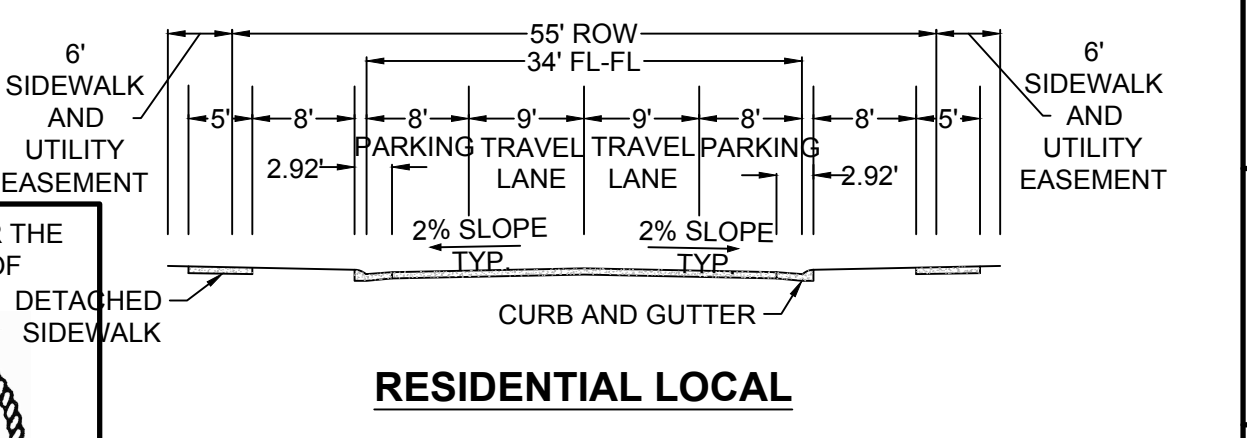 55' ROW
34' FL-FL
6'
SIDEWALK
AND
UTILITY
EASEMENT
6'
SIDEWALK
AND
UTILITY
EASEMENT
5' 8' 8' 9' 9' 8' 8' 5'
PARKING TRAVEL TRAVEL PARKING
LANE LANE
2.92' 2.92'
2% SLOPE 2% SLOPE
TYP. TYP.
R THE
OF
DETACHED
SIDEWALK
CURB AND GUTTER
RESIDENTIAL LOCAL